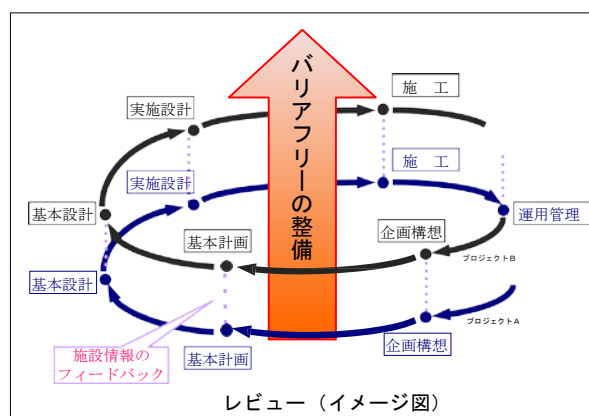 バリアフリーの整備
施　工
実施設計
施　工
実施設計
基本設計
運用管理
企画構想
基本計画
プロジェクトB
基本設計
プロジェクトA
企画構想
施設情報の
フィードバック
基本計画
レビュー（イメージ図）